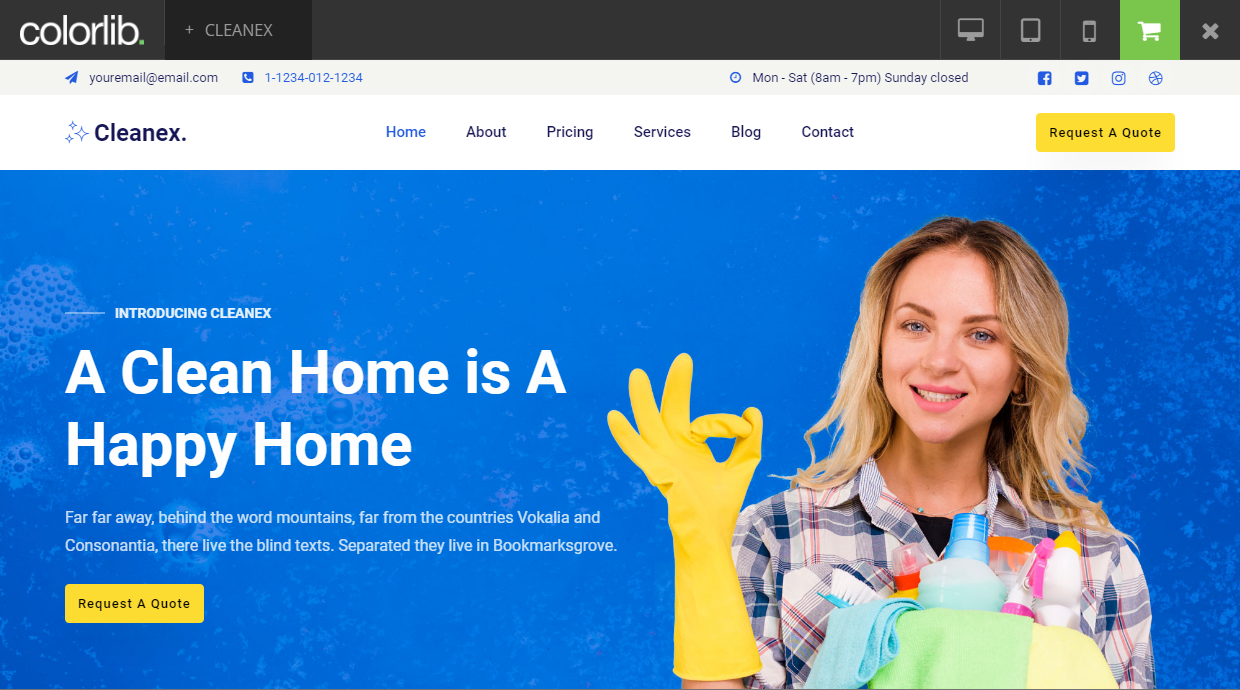 colorlib.
+ CLEANEX
youremail@email.com 1-1234-012-1234 Mon - Sat (8am - 7pm) Sunday closed
Cleanex. Home About Pricing Services Blog Contact Request A Quote
INTRODUCING CLEANEX
A Clean Home is A
Happy Home
Far far away, behind the word mountains, far from the countries Vokalia and
Consonantia, there live the blind texts. Separated they live in Bookmarksgrove.
Request A Quote